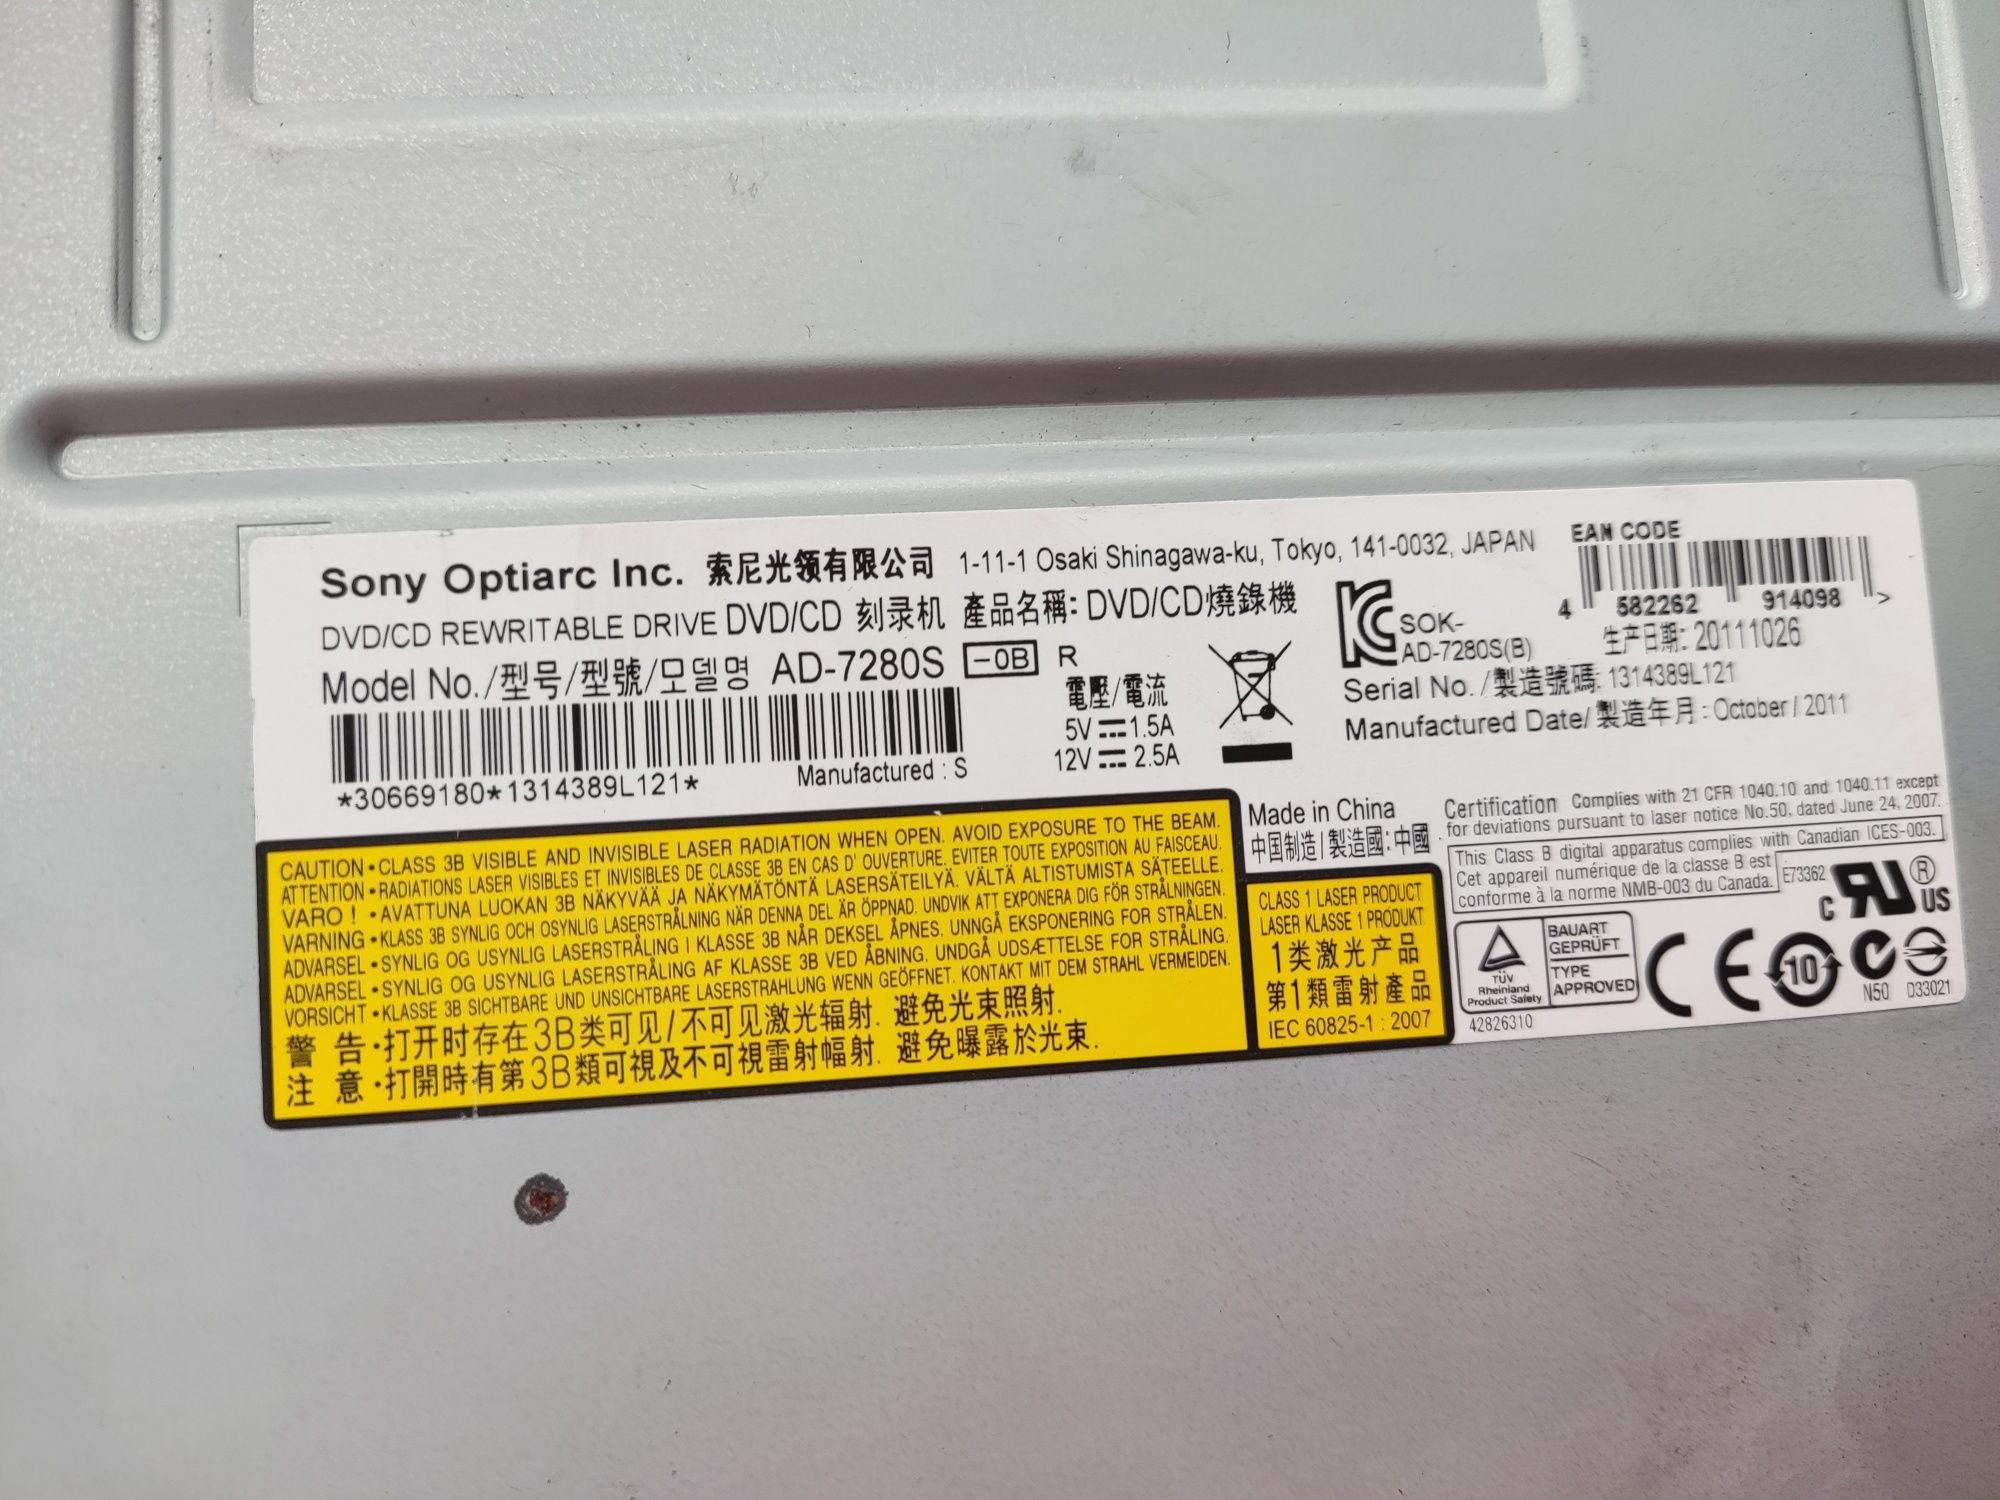 Sony Optiarc Inc. 索尼光领有限公司 1-11-1 Osaki Shinagawa-ku, Tokyo, 141-0032, JAPAN
DVD/CD REWRITABLE DRIVE DVD/CD 刻录机 產品名稱: DVD/CD燒錄機
Model No./型号/型號/모델명 AD-7280S -0B R
*30669180*1314389L121*
Manufactured : S
電壓/電流
5V 1.5A
12V 2.5A
SOK-
AD-7280S(B)
EAN CODE
4 582262 914098 >
生产日期: 20111026
Serial No. /製造號碼: 1314389L121
Manufactured Date/製造年月: October / 2011
CAUTION•CLASS 3B VISIBLE AND INVISIBLE LASER RADIATION WHEN OPEN. AVOID EXPOSURE TO THE BEAM.
ATTENTION•RADIATIONS LASER VISIBLES ET INVISIBLES DE CLASSE 3B EN CAS D' OUVERTURE. EVITER TOUTE EXPOSITION AU FAISCEAU.
VARO ! •AVATTUNA LUOKAN 3B NÄKYVÄÄ JA NÄKYMÄTÖNTÄ LASERSÄTEILYÄ. VÄLTÄ ALTISTUMISTA SÄTEELLE.
VARNING•KLASS 3B SYNLIG OCH OSYNLIG LASERSTRÅLNING NÄR DENNA DEL ÄR ÖPPNAD. UNDVIK ATT EXPONERA DIG FÖR STRÅLNINGEN.
ADVARSEL•SYNLIG OG USYNLIG LASERSTRÅLING I KLASSE 3B NÅR DEKSEL ÅPNES. UNNGÅ EKSPONERING FOR STRÅLEN.
ADVARSEL•SYNLIG OG USYNLIG LASERSTRÅLING AF KLASSE 3B VED ÅBNING. UNDGÅ UDSÆTTELSE FOR STRÅLING.
VORSICHT•KLASSE 3B SICHTBARE UND UNSICHTBARE LASERSTRAHLUNG WENN GEÖFFNET. KONTAKT MIT DEM STRAHL VERMEIDEN.
警 告•打开时存在3B类可见/不可见激光辐射. 避免光束照射.
注 意•打開時有第3B類可視及不可視雷射幅射. 避免曝露於光束.
Made in China
中国制造/製造國:中國
CLASS 1 LASER PRODUCT
LASER KLASSE 1 PRODUKT
1类激光产品
第1類雷射產品
IEC 60825-1 : 2007
Certification Complies with 21 CFR 1040.10 and 1040.11 except
for deviations pursuant to laser notice No.50, dated June 24, 2007.
This Class B digital apparatus complies with Canadian ICES-003.
Cet appareil numérique de la classe B est
conforme à la norme NMB-003 du Canada.
E73362
C RU ® US
TÜV
Rheinland
Product Safety
BAUART
GEPRÜFT
TYPE
APPROVED
42826310
CE
10
N50
D33021